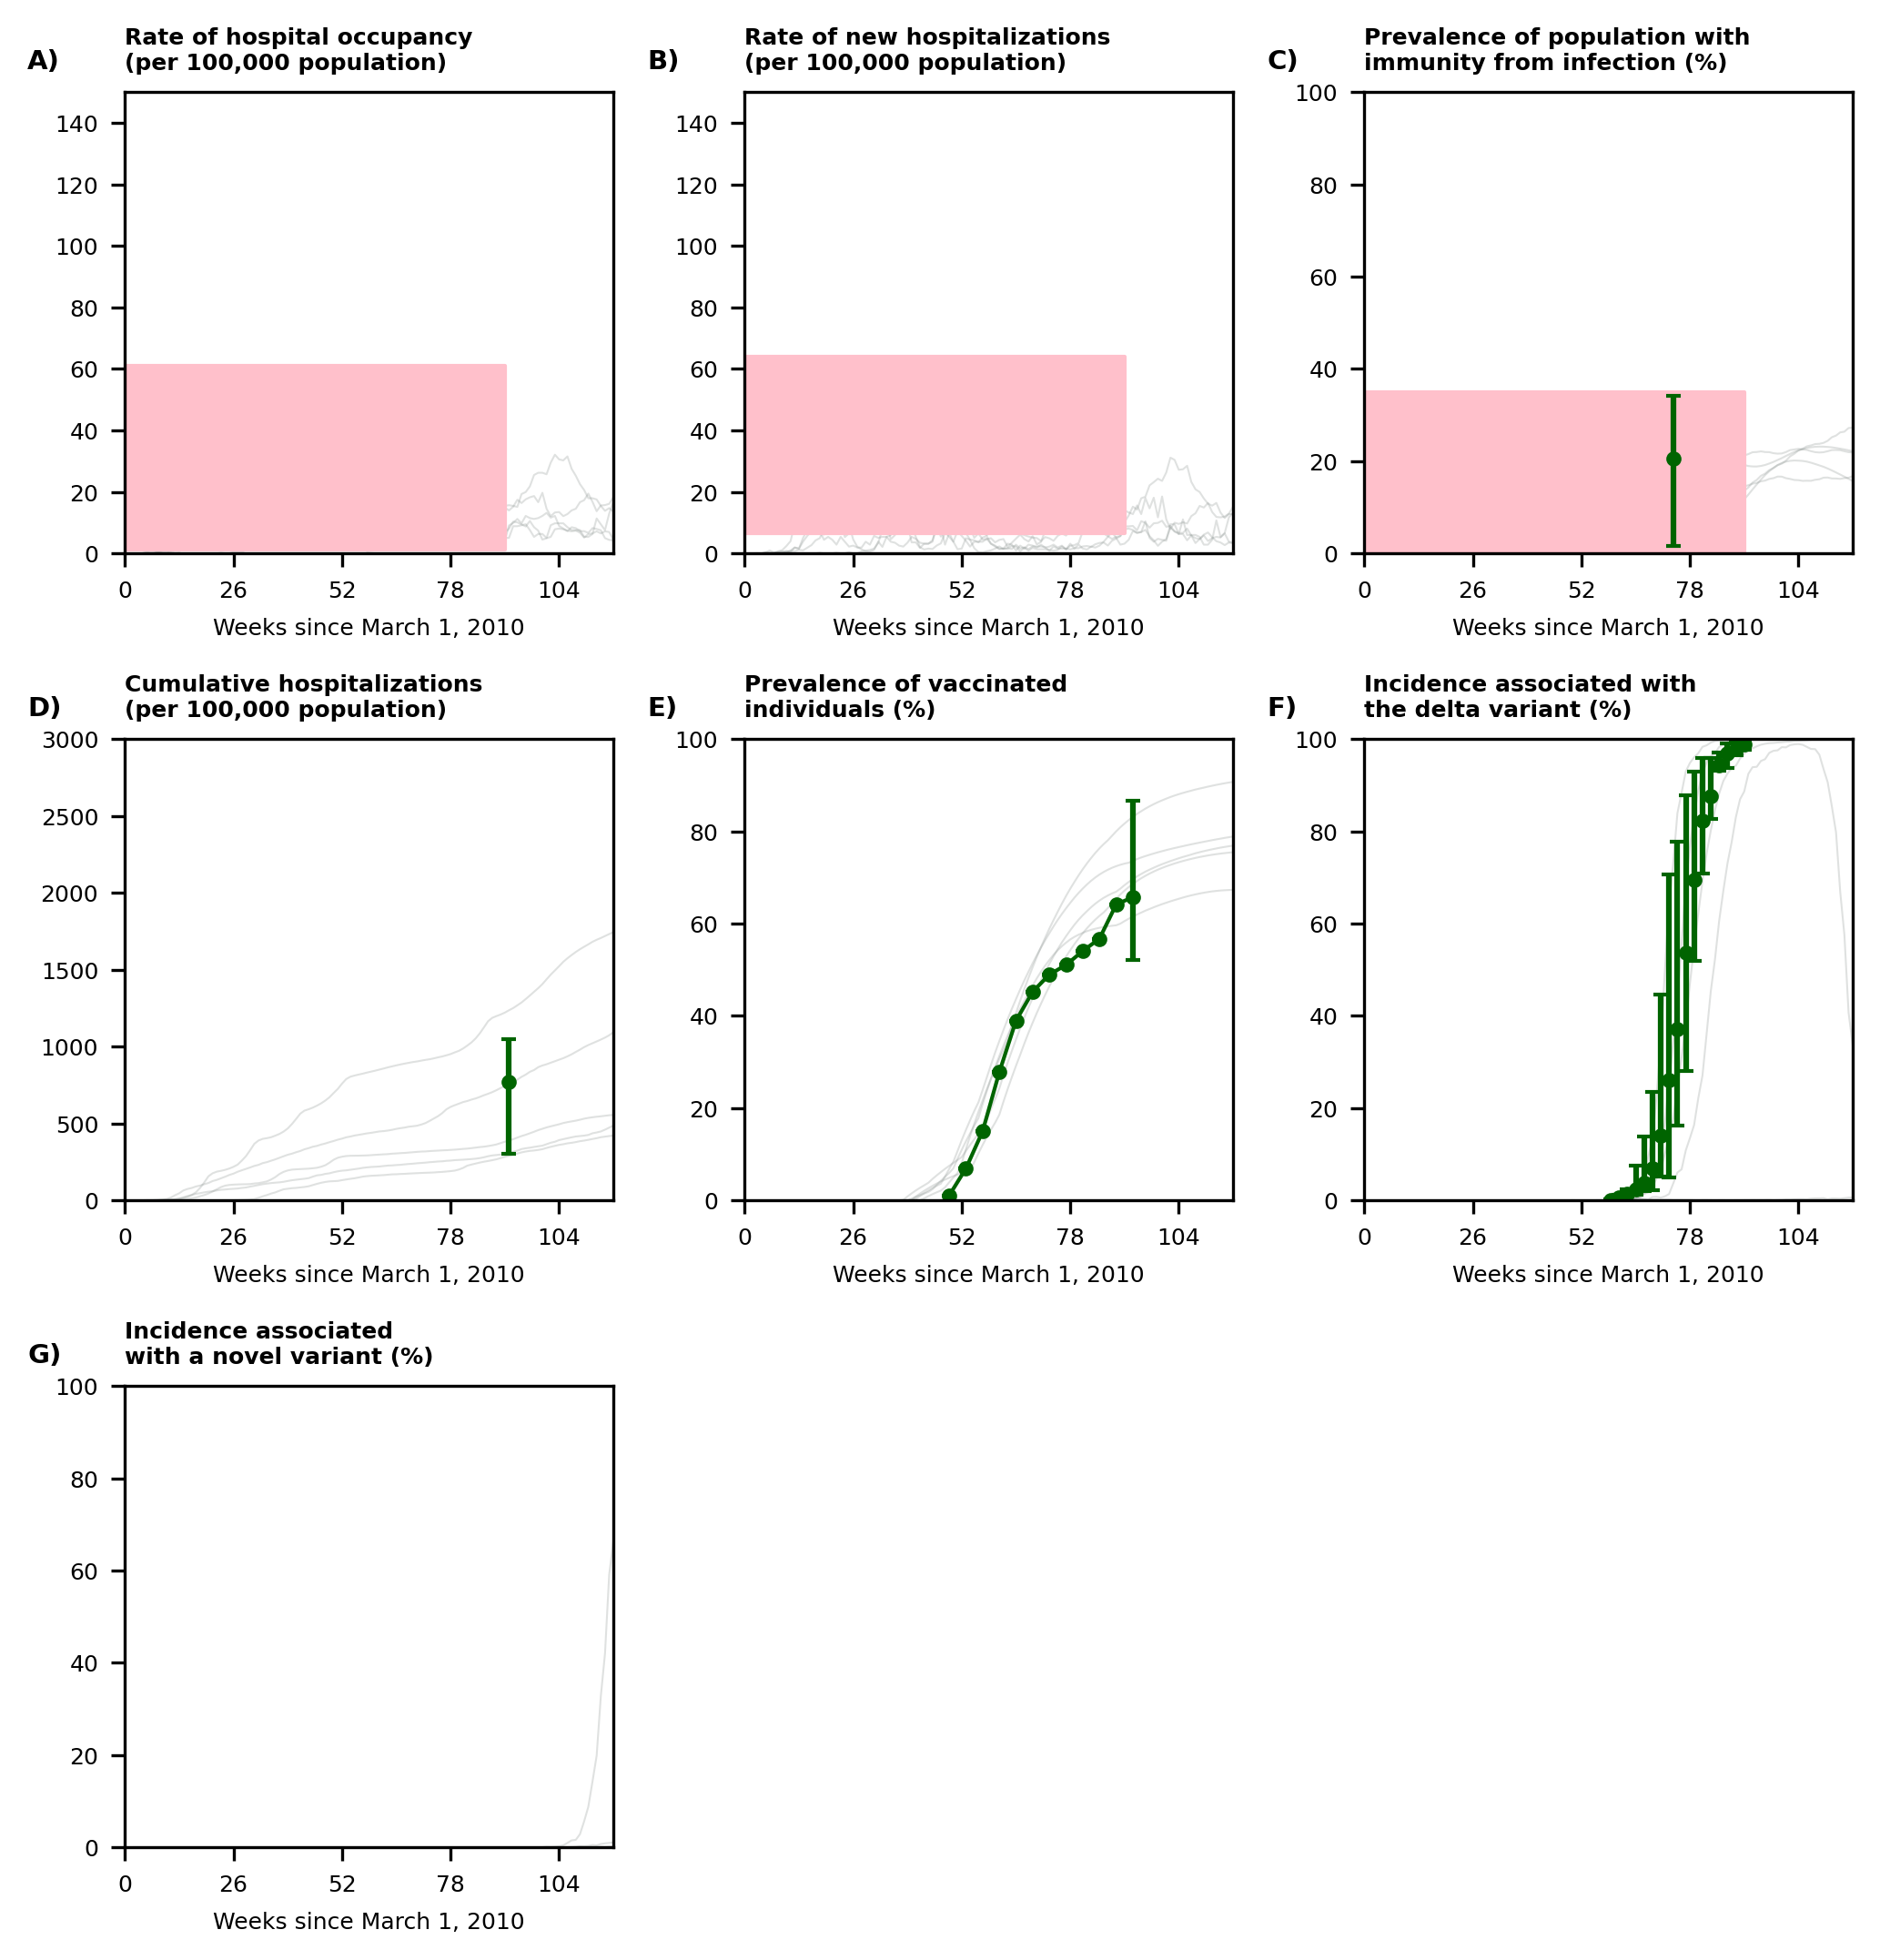 A)
Rate of hospital occupancy
(per 100,000 population)
140
120
100
80
60
40
20
0
0 26 52 78 104
Weeks since March 1, 2010
B)
Rate of new hospitalizations
(per 100,000 population)
140
120
100
80
60
40
20
0
0 26 52 78 104
Weeks since March 1, 2010
C)
Prevalence of population with
immunity from infection (%)
100
80
60
40
20
0
0 26 52 78 104
Weeks since March 1, 2010
D)
Cumulative hospitalizations
(per 100,000 population)
3000
2500
2000
1500
1000
500
0
0 26 52 78 104
Weeks since March 1, 2010
E)
Prevalence of vaccinated
individuals (%)
100
80
60
40
20
0
0 26 52 78 104
Weeks since March 1, 2010
F)
Incidence associated with
the delta variant (%)
100
80
60
40
20
0
0 26 52 78 104
Weeks since March 1, 2010
G)
Incidence associated
with a novel variant (%)
100
80
60
40
20
0
0 26 52 78 104
Weeks since March 1, 2010